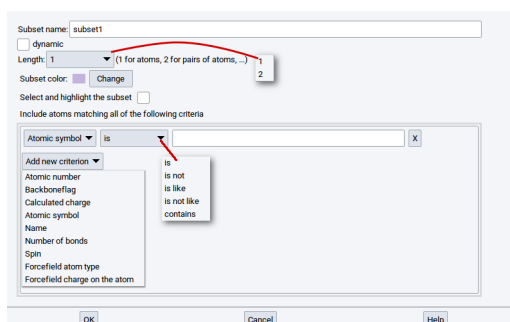 Subset name: subset1
dynamic
Length: 1 (1 for atoms, 2 for pairs of atoms, ...)
1
2
Subset color: Change
Select and highlight the subset
Include atoms matching all of the following criteria
Atomic symbol is X
Add new criterion
is
is not
is like
is not like
contains
Atomic number
Backboneflag
Calculated charge
Atomic symbol
Name
Number of bonds
Spin
Forcefield atom type
Forcefield charge on the atom
OK Cancel Help